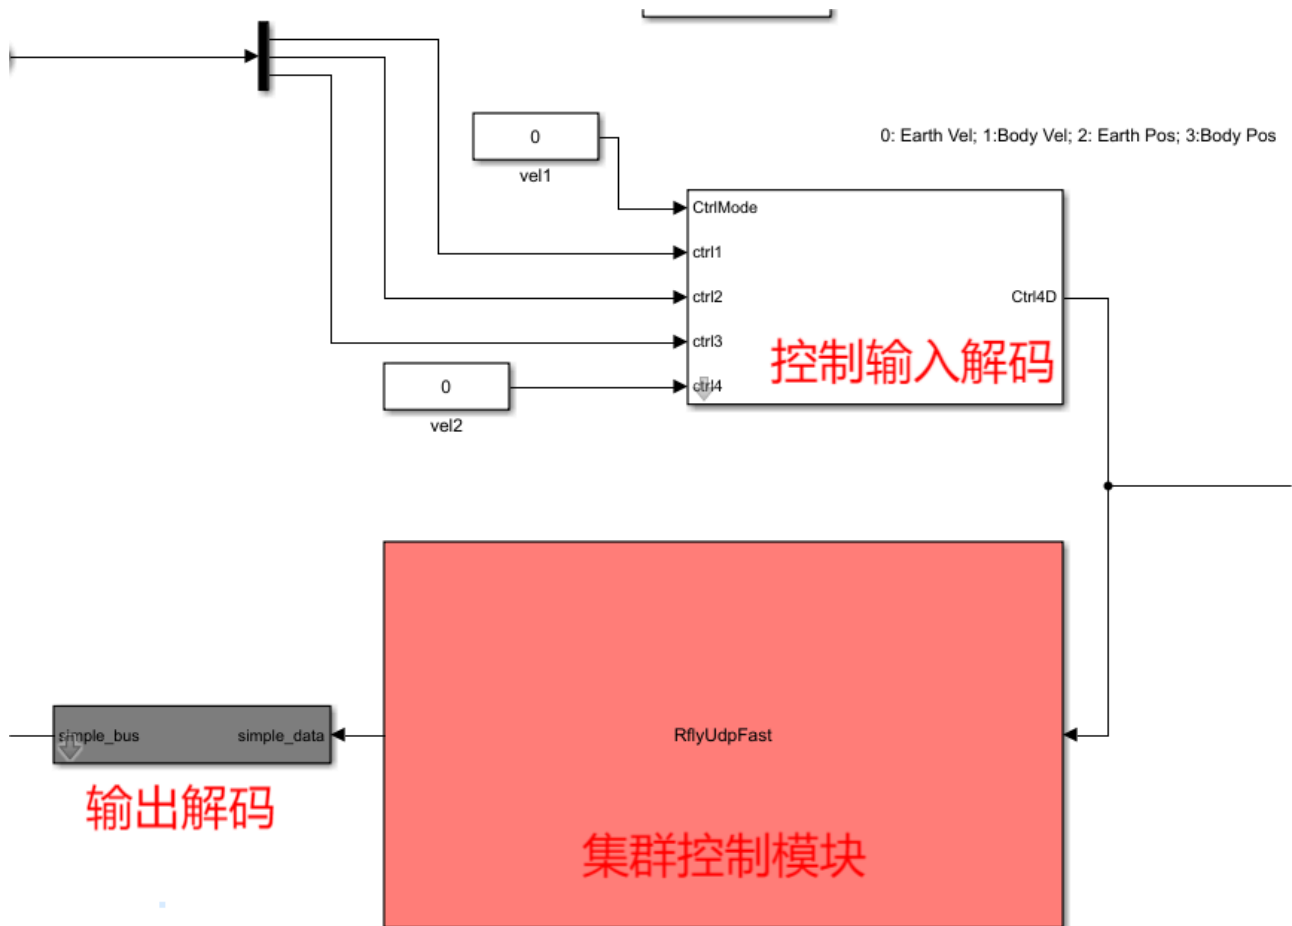 0
vel1
0: Earth Vel; 1:Body Vel; 2: Earth Pos; 3:Body Pos
CtrlMode
ctrl1
ctrl2
Ctrl4D
ctrl3
控制输入解码
0
ctrl4
vel2
simple_bus
simple_data
RflyUdpFast
输出解码
集群控制模块